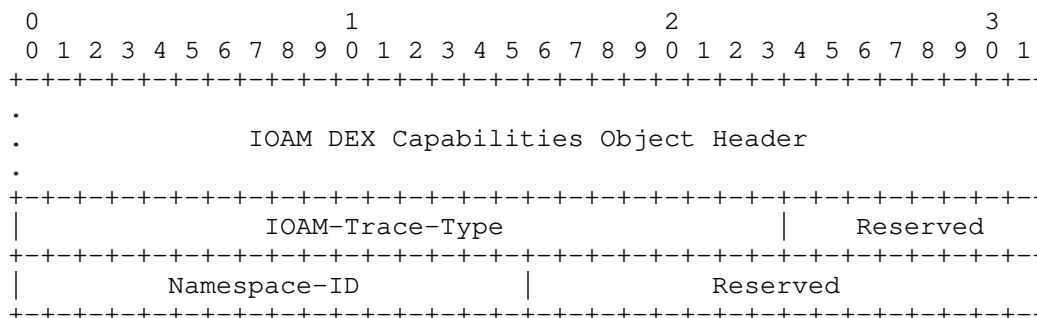 0                   1                   2                   3
 0 1 2 3 4 5 6 7 8 9 0 1 2 3 4 5 6 7 8 9 0 1 2 3 4 5 6 7 8 9 0 1
+-+-+-+-+-+-+-+-+-+-+-+-+-+-+-+-+-+-+-+-+-+-+-+-+-+-+-+-+-+-+-+-
.
.              IOAM DEX Capabilities Object Header
.
+-+-+-+-+-+-+-+-+-+-+-+-+-+-+-+-+-+-+-+-+-+-+-+-+-+-+-+-+-+-+-+-
|               IOAM-Trace-Type                 |    Reserved
+-+-+-+-+-+-+-+-+-+-+-+-+-+-+-+-+-+-+-+-+-+-+-+-+-+-+-+-+-+-+-+-
|         Namespace-ID          |           Reserved
+-+-+-+-+-+-+-+-+-+-+-+-+-+-+-+-+-+-+-+-+-+-+-+-+-+-+-+-+-+-+-+-